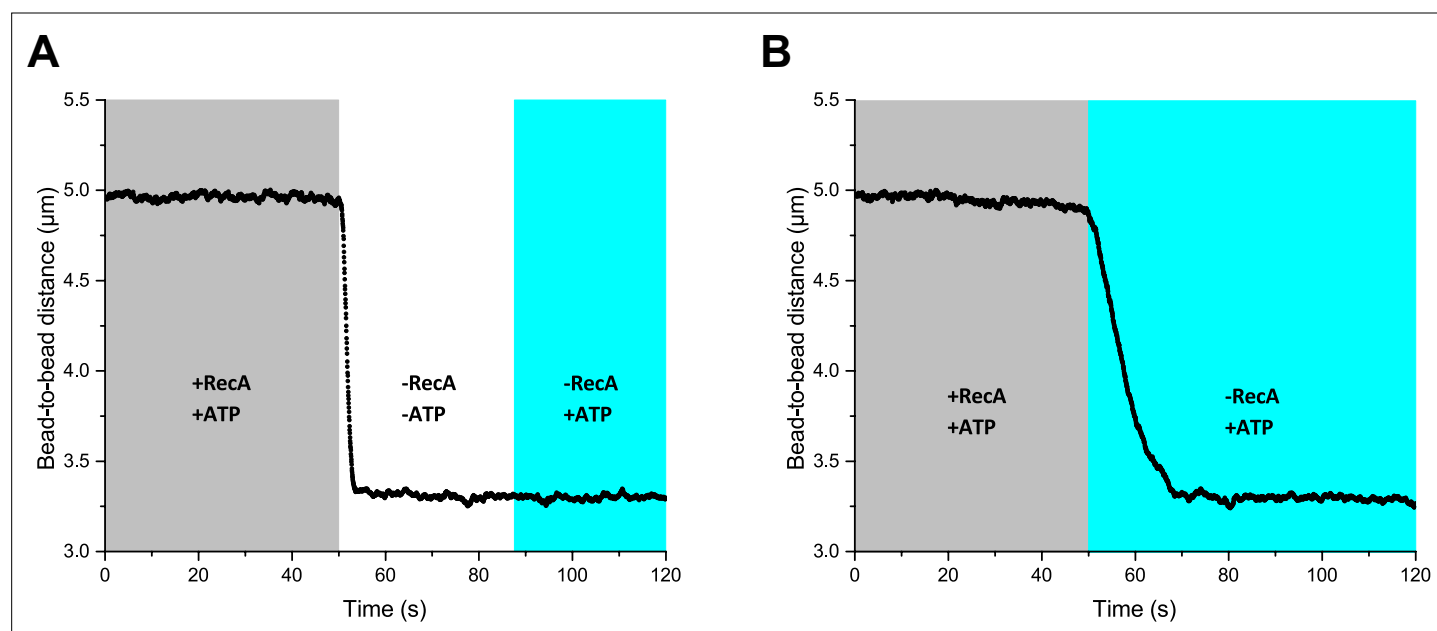 A
5.5
5.0
4.5
4.0
3.5
3.0
Bead-to-bead distance (µm)
+RecA
+ATP
-RecA
-ATP
-RecA
+ATP
0 20 40 60 80 100 120
Time (s)
B
5.5
5.0
4.5
4.0
3.5
3.0
Bead-to-bead distance (µm)
+RecA
+ATP
-RecA
+ATP
0 20 40 60 80 100 120
Time (s)